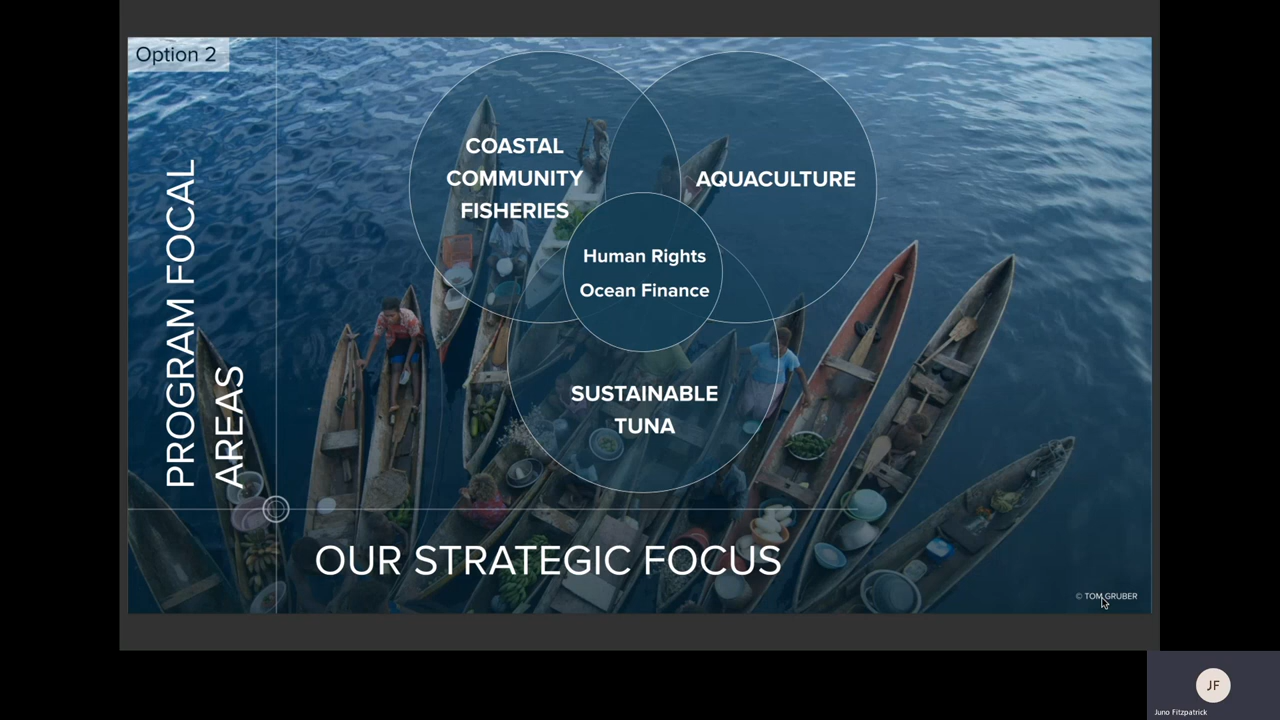 Option 2
PROGRAM FOCAL
AREAS
COASTAL
COMMUNITY
FISHERIES
AQUACULTURE
Human Rights
Ocean Finance
SUSTAINABLE
TUNA
OUR STRATEGIC FOCUS
© TOM GRUBER
JF
Juno Fitzpatrick